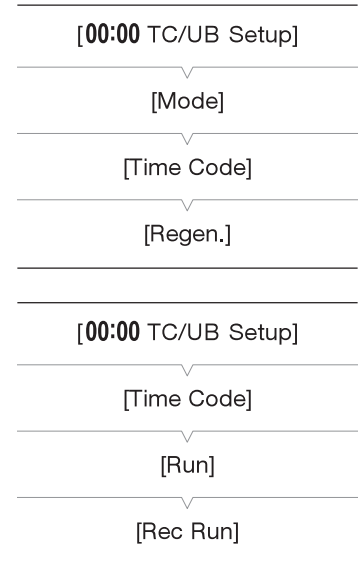 [00:00 TC/UB Setup]
[Mode]
[Time Code]
[Regen.]
[00:00 TC/UB Setup]
[Time Code]
[Run]
[Rec Run]